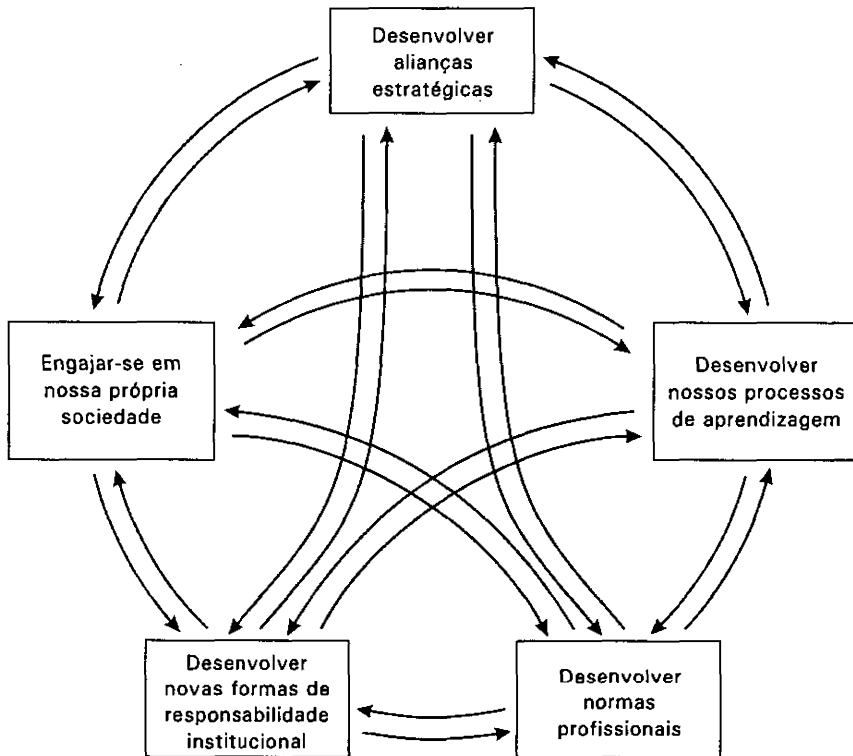 Desenvolver
alianças
estratégicas
Engajar-se em
nossa própria
sociedade
Desenvolver
nossos processos
de aprendizagem
Desenvolver
novas formas de
responsabilidade
institucional
Desenvolver
normas
profissionais